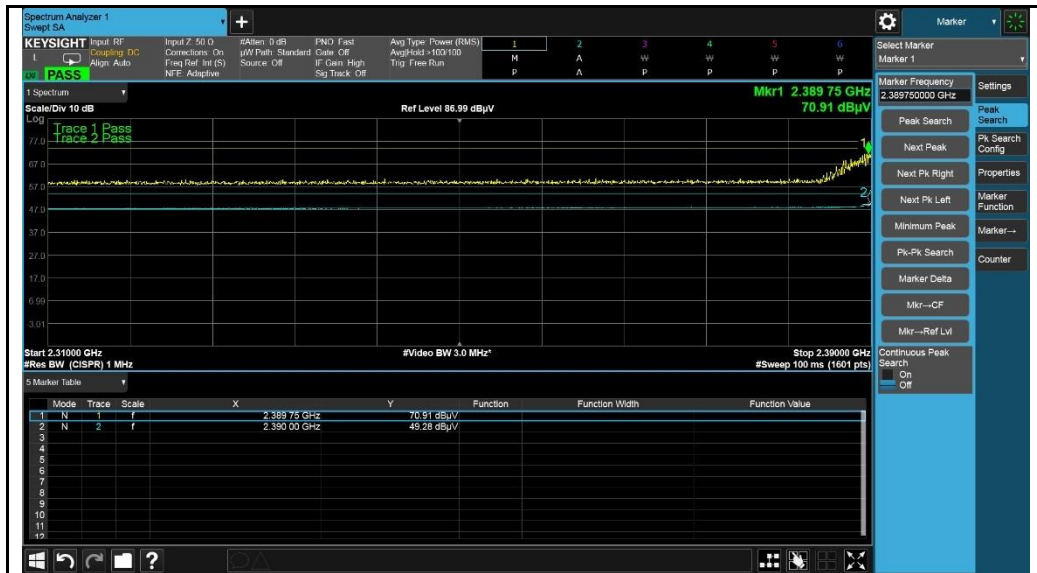 Spectrum Analyzer 1
Swept SA
+
Marker
KEYSIGHT Input: RF
Coupling: DC
Align: Auto
Input Z: 50 Ω
Corrections: On
Freq Ref: Int (S)
NFE: Adaptive
#Atten: 0 dB
µW Path: Standard
Source: Off
PNO: Fast
Gate: Off
IF Gain: High
Sig Track: Off
Avg Type: Power (RMS)
Avg|Hold:>100/100
Trig: Free Run
1 2 3 4 5 6
M A W W W W
P A P P P P
L
PASS
Select Marker
Marker 1
1 Spectrum
Scale/Div 10 dB
Ref Level 86.99 dBµV
Mkr1 2.389 75 GHz
70.91 dBµV
Log
Trace 1 Pass
Trace 2 Pass
1
2
77.0
67.0
57.0
47.0
37.0
27.0
17.0
6.99
-3.01
Start 2.31000 GHz
#Res BW (CISPR) 1 MHz
#Video BW 3.0 MHz*
Stop 2.39000 GHz
#Sweep 100 ms (1601 pts)
5 Marker Table
Mode Trace Scale X Y Function Function Width Function Value
1 N 1 f 2.389 75 GHz 70.91 dBµV
2 N 2 f 2.390 00 GHz 49.28 dBµV
3
4
5
6
7
8
9
10
11
12
Marker Frequency
2.389750000 GHz
Peak Search
Next Peak
Next Pk Right
Next Pk Left
Minimum Peak
Pk-Pk Search
Marker Delta
Mkr→CF
Mkr→Ref Lvl
Continuous Peak
Search
On
Off
Settings
Peak
Search
Pk Search
Config
Properties
Marker
Function
Marker→
Counter
?